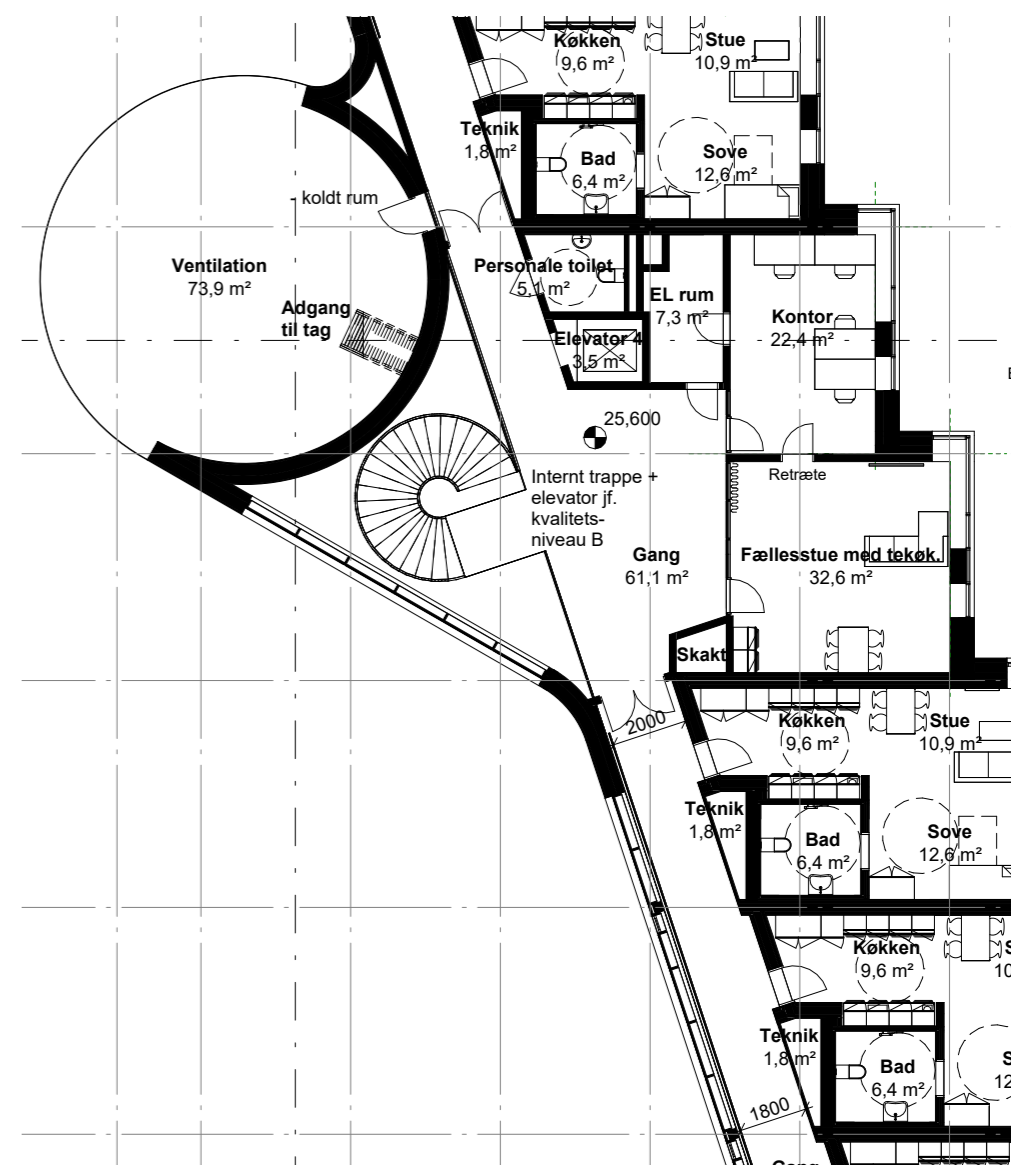 Køkken
9,6 m²
Stue
10,9 m²
Teknik
1,8 m²
Bad
6,4 m²
Sove
12,6 m²
- koldt rum
Ventilation
73,9 m²
Adgang
til tag
Personale toilet
5,1 m²
EL rum
7,3 m²
Kontor
22,4 m²
Elevator 4
3,5 m²
25,600
Internt trappe +
elevator jf.
kvalitets-
niveau B
Retræte
Gang
61,1 m²
Fællesstue med tekøk.
32,6 m²
Skakt
2000
Køkken
9,6 m²
Stue
10,9 m²
Teknik
1,8 m²
Bad
6,4 m²
Sove
12,6 m²
Køkken
9,6 m²
S
10
Teknik
1,8 m²
Bad
6,4 m²
S
12
1800